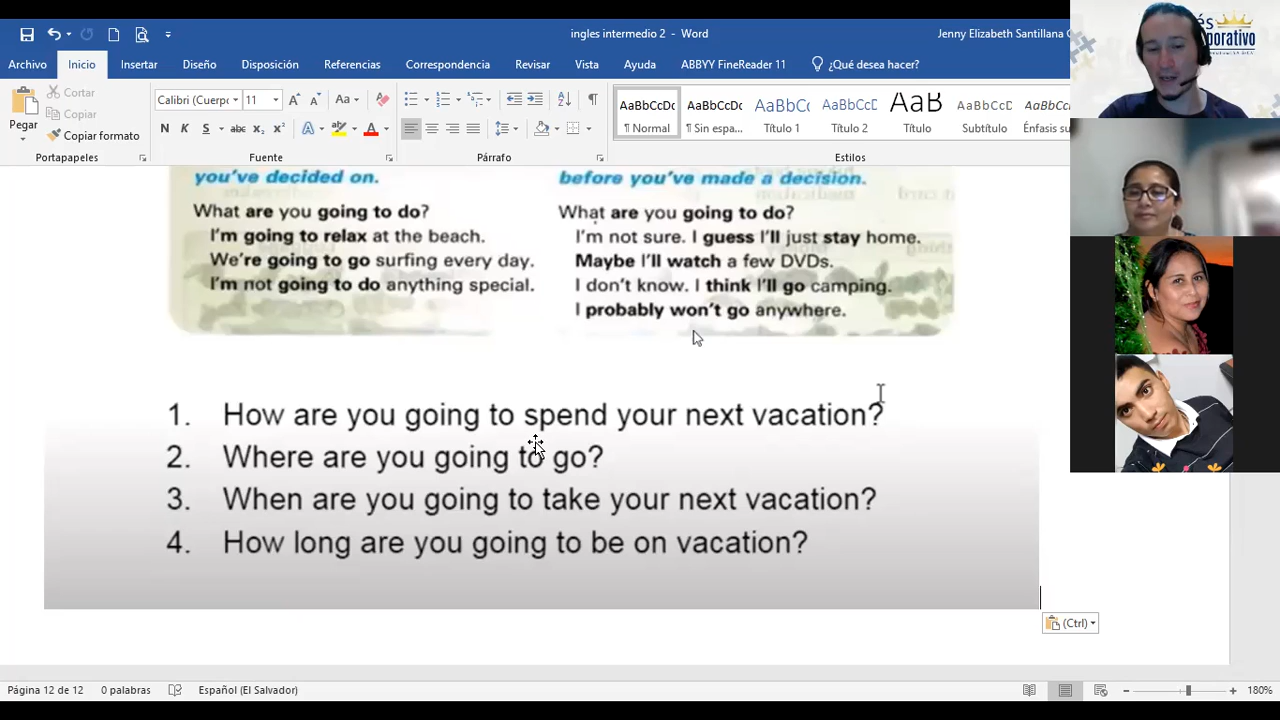 ingles intermedio 2 - Word
Jenny Elizabeth Santillana
Archivo Inicio Insertar Diseño Disposición Referencias Correspondencia Revisar Vista Ayuda ABBYY FineReader 11 ¿Qué desea hacer?
Pegar
Cortar
Copiar
Copiar formato
Portapapeles
Calibri (Cuerp 11
N K S abc x₂ x²
Fuente
Párrafo
AaBbCcDc AaBbCcDc AaBbCc AaBbCcD AaB AaBbCcD
¶ Normal ¶ Sin espa... Título 1 Título 2 Título Subtítulo Énfasis su
Estilos
you've decided on.
What are you going to do?
I'm going to relax at the beach.
We're going to go surfing every day.
I'm not going to do anything special.
before you've made a decision.
What are you going to do?
I'm not sure. I guess I'll just stay home.
Maybe I'll watch a few DVDs.
I don't know. I think I'll go camping.
I probably won't go anywhere.
1. How are you going to spend your next vacation?
2. Where are you going to go?
3. When are you going to take your next vacation?
4. How long are you going to be on vacation?
(Ctrl)
Página 12 de 12 0 palabras Español (El Salvador) 180%